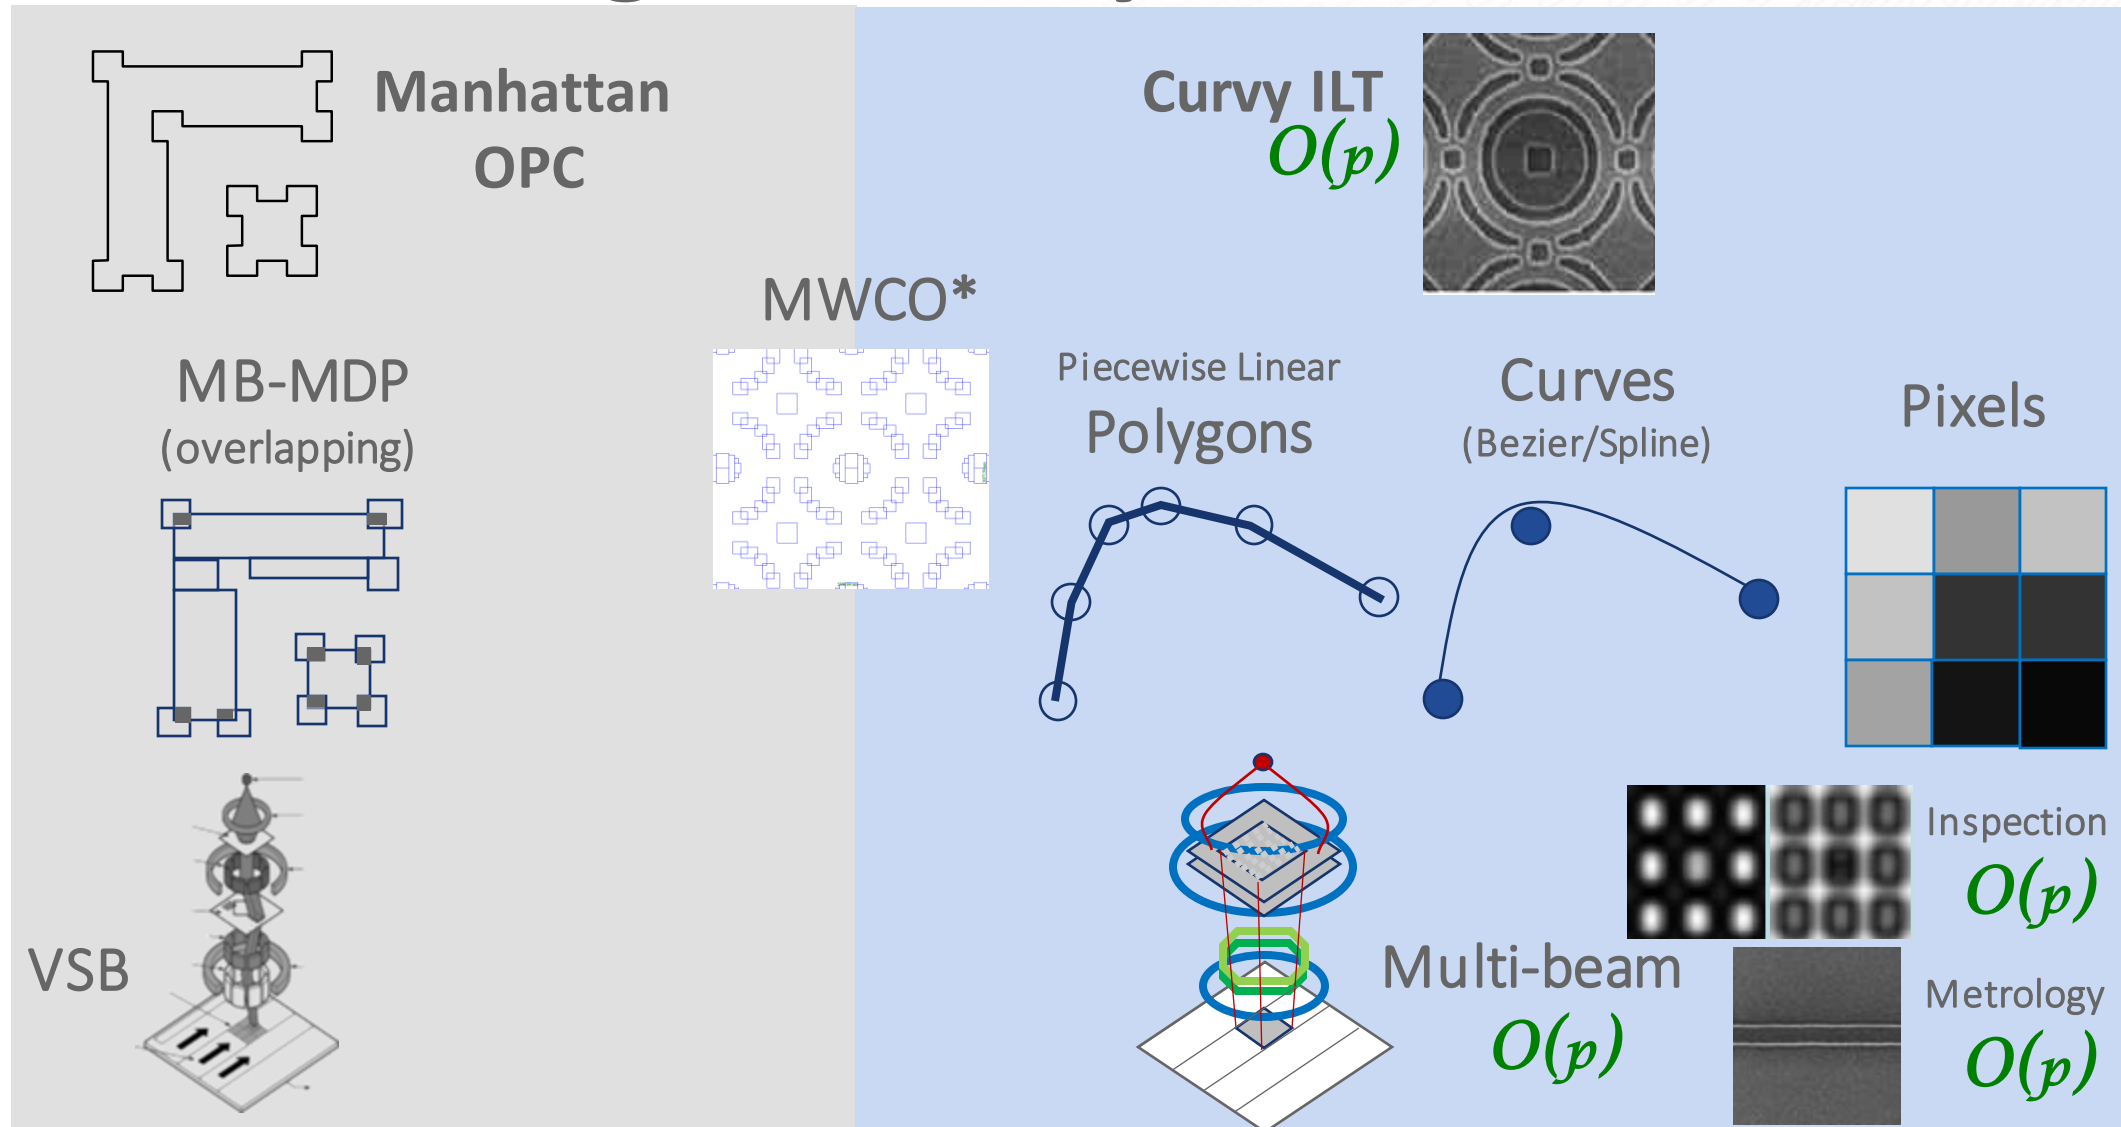 Manhattan
OPC
Curvy ILT
O(p)
MWCO*
MB-MDP
(overlapping)
Piecewise Linear
Polygons
Curves
(Bezier/Spline)
Pixels
VSB
Multi-beam
O(p)
Inspection
O(p)
Metrology
O(p)